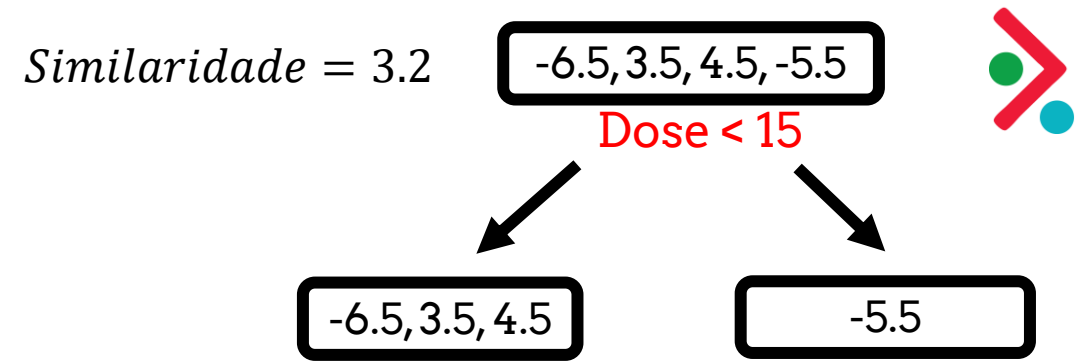 Similaridade = 3.2
-6.5, 3.5, 4.5, -5.5
Dose < 15
-6.5, 3.5, 4.5
-5.5